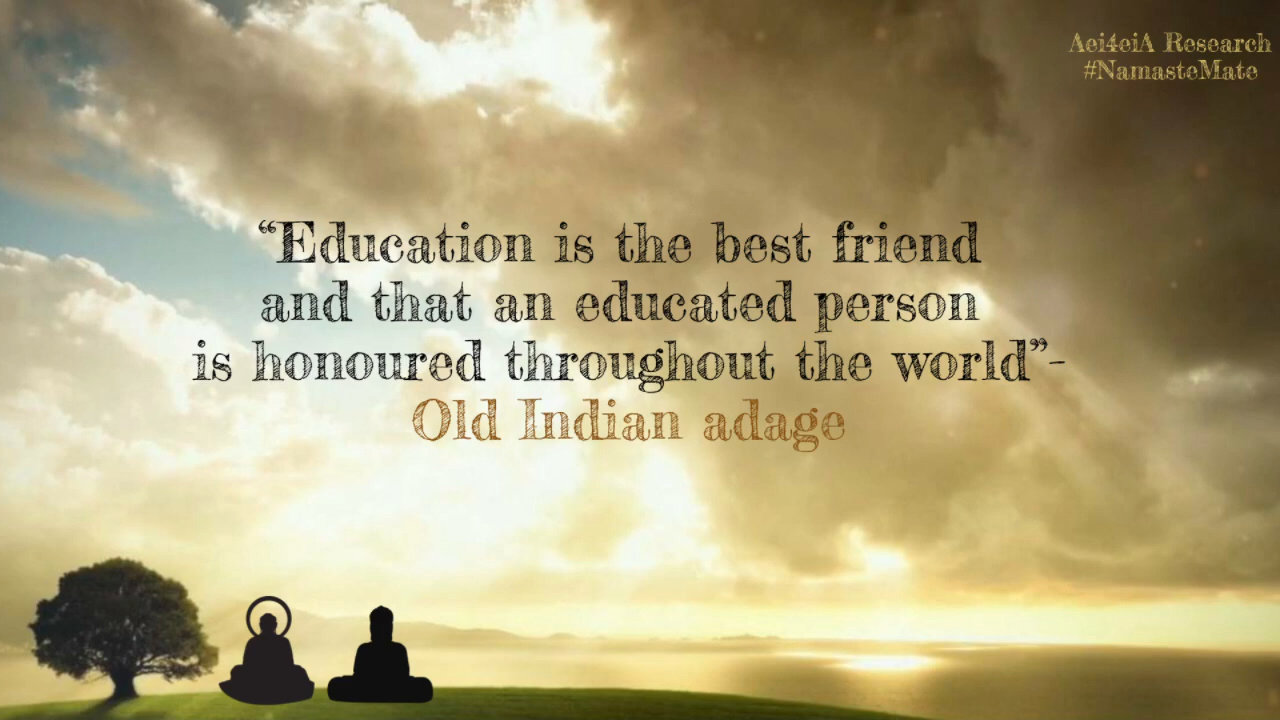 Aei4eiA Research
#NamasteMate
“Education is the best friend
and that an educated person
is honoured throughout the world”-
Old Indian adage